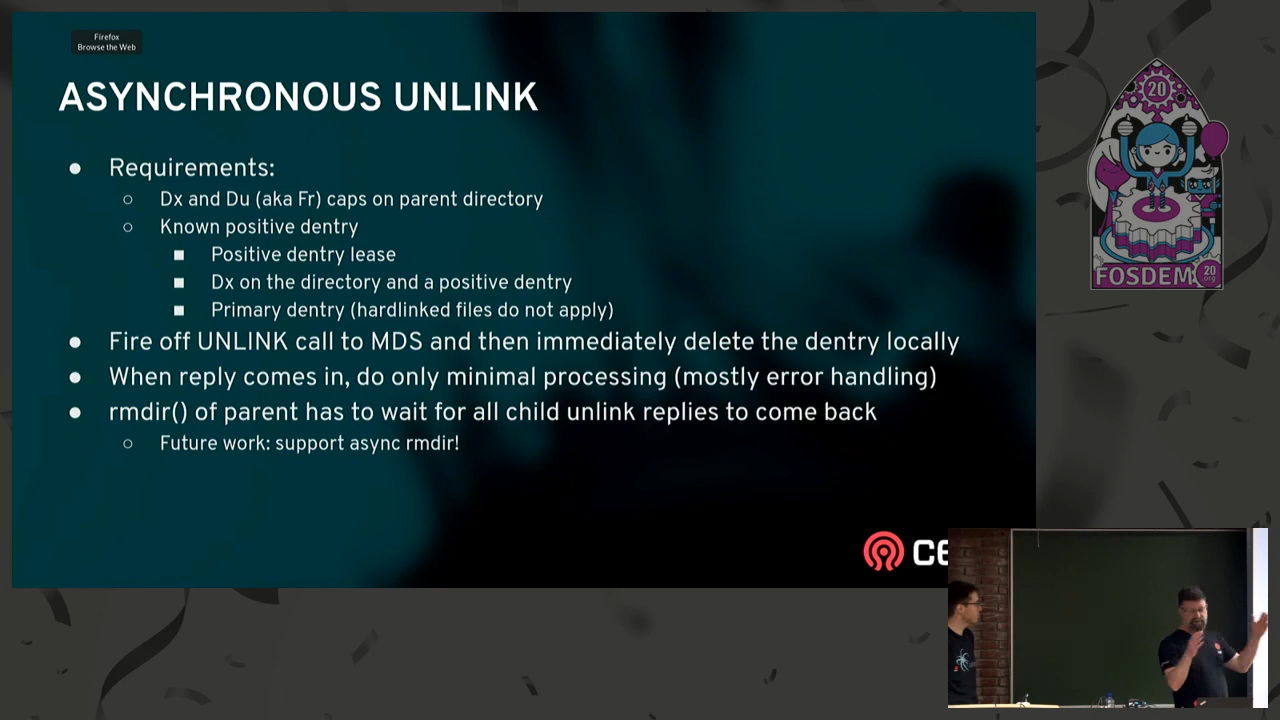 Firefox
Browse the Web
ASYNCHRONOUS UNLINK
● Requirements:
○ Dx and Du (aka Fr) caps on parent directory
○ Known positive dentry
■ Positive dentry lease
■ Dx on the directory and a positive dentry
■ Primary dentry (hardlinked files do not apply)
● Fire off UNLINK call to MDS and then immediately delete the dentry locally
● When reply comes in, do only minimal processing (mostly error handling)
● rmdir() of parent has to wait for all child unlink replies to come back
○ Future work: support async rmdir!
20
FOSDEM
20
org
CE